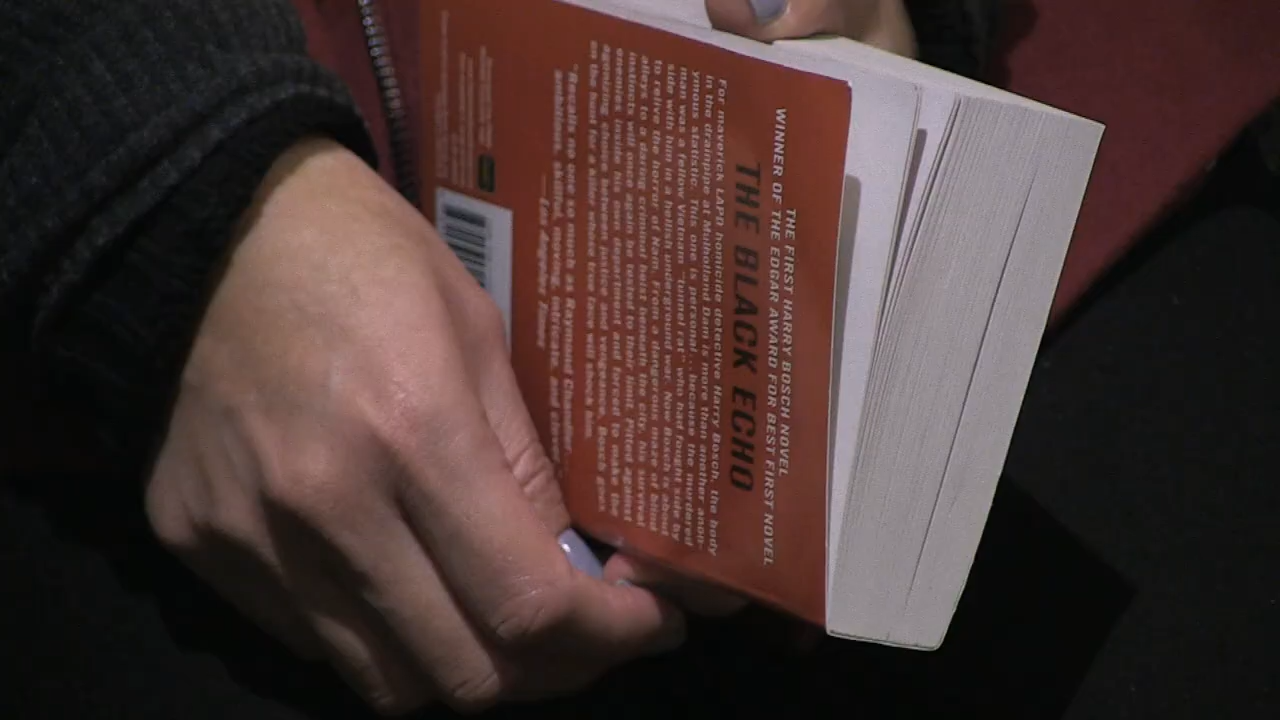 THE FIRST HARRY BOSCH NOVEL
WINNER OF THE EDGAR AWARD FOR BEST FIRST NOVEL
THE BLACK ECHO
For maverick LAPD homicide detective Harry Bosch, the body
in the drainpipe at Mulholland Dam is more than another anon-
ymous statistic. This one is personal... because the murdered
man was a fellow Vietnam "tunnel rat" who had fought side by
side with him in a hellish underground war. Now Bosch is about
to relive the horror of Nam. From a dangerous maze of blind
alleys to a daring criminal heist beneath the city, his survival
instincts will once again be tested to their limit. Pitted against
enemies inside his own department and forced to make the
agonizing choice between justice and vengeance, Bosch goes
on the hunt for a killer whose true face will shock him.
"Recalls no one so much as Raymond Chandler...
ambitious, skillful, moving, intricate, and
—Los Angeles Times